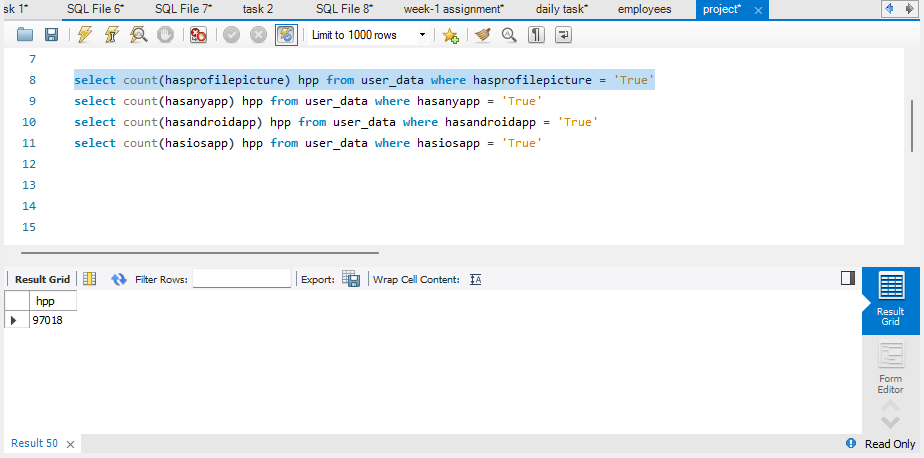 sk 1* SQL File 6* SQL File 7* task 2 SQL File 8* week-1 assignment* daily task* employees project*
Limit to 1000 rows
7
8 select count(hasprofilepicture) hpp from user_data where hasprofilepicture = 'True'
9 select count(hasanyapp) hpp from user_data where hasanyapp = 'True'
10 select count(hasandroidapp) hpp from user_data where hasandroidapp = 'True'
11 select count(hasiosapp) hpp from user_data where hasiosapp = 'True'
12
13
14
15
Result Grid Filter Rows: Export: Wrap Cell Content:
hpp
97018
Result
Grid
Form
Editor
Result 50
Read Only